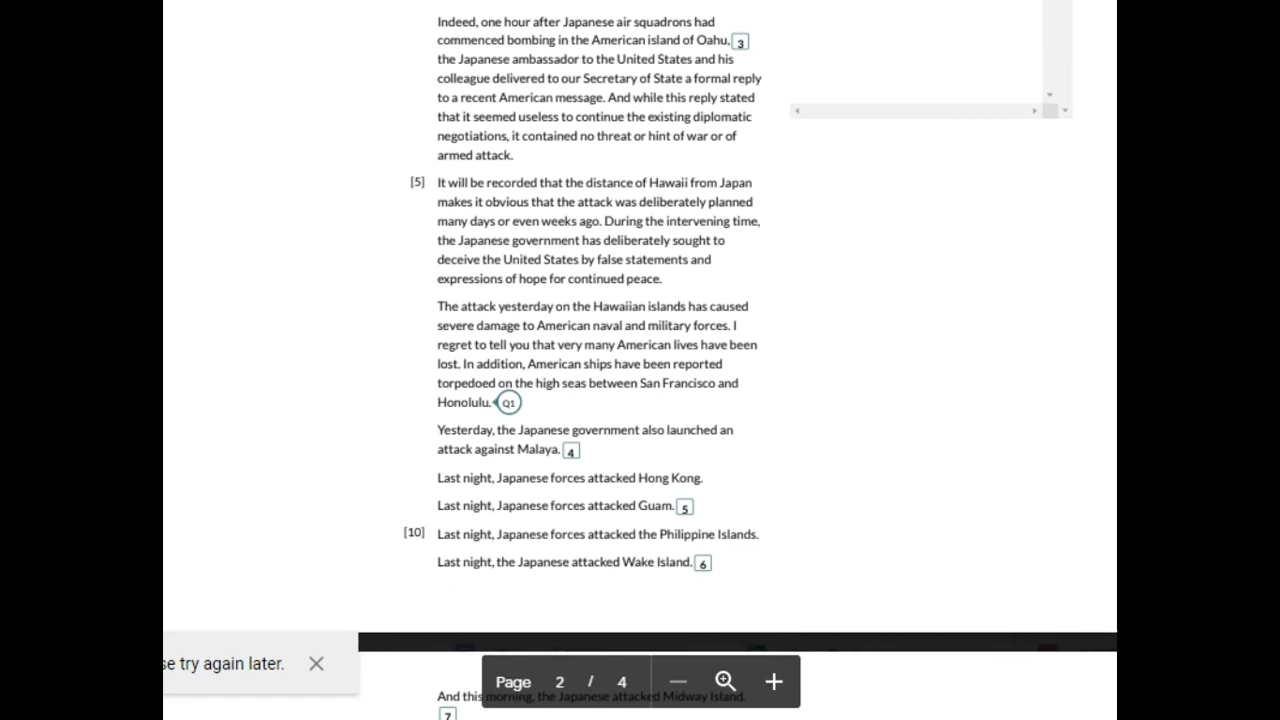 Indeed, one hour after Japanese air squadrons had
commenced bombing in the American island of Oahu, 3
the Japanese ambassador to the United States and his
colleague delivered to our Secretary of State a formal reply
to a recent American message. And while this reply stated
that it seemed useless to continue the existing diplomatic
negotiations, it contained no threat or hint of war or of
armed attack.
[5] It will be recorded that the distance of Hawaii from Japan
makes it obvious that the attack was deliberately planned
many days or even weeks ago. During the intervening time,
the Japanese government has deliberately sought to
deceive the United States by false statements and
expressions of hope for continued peace.
The attack yesterday on the Hawaiian islands has caused
severe damage to American naval and military forces. I
regret to tell you that very many American lives have been
lost. In addition, American ships have been reported
torpedoed on the high seas between San Francisco and
Honolulu. Q1
Yesterday, the Japanese government also launched an
attack against Malaya. 4
Last night, Japanese forces attacked Hong Kong.
Last night, Japanese forces attacked Guam. 5
[10] Last night, Japanese forces attacked the Philippine Islands.
Last night, the Japanese attacked Wake Island. 6
se try again later.
Page 2 / 4
And this morning, the Japanese attacked Midway Island.
7